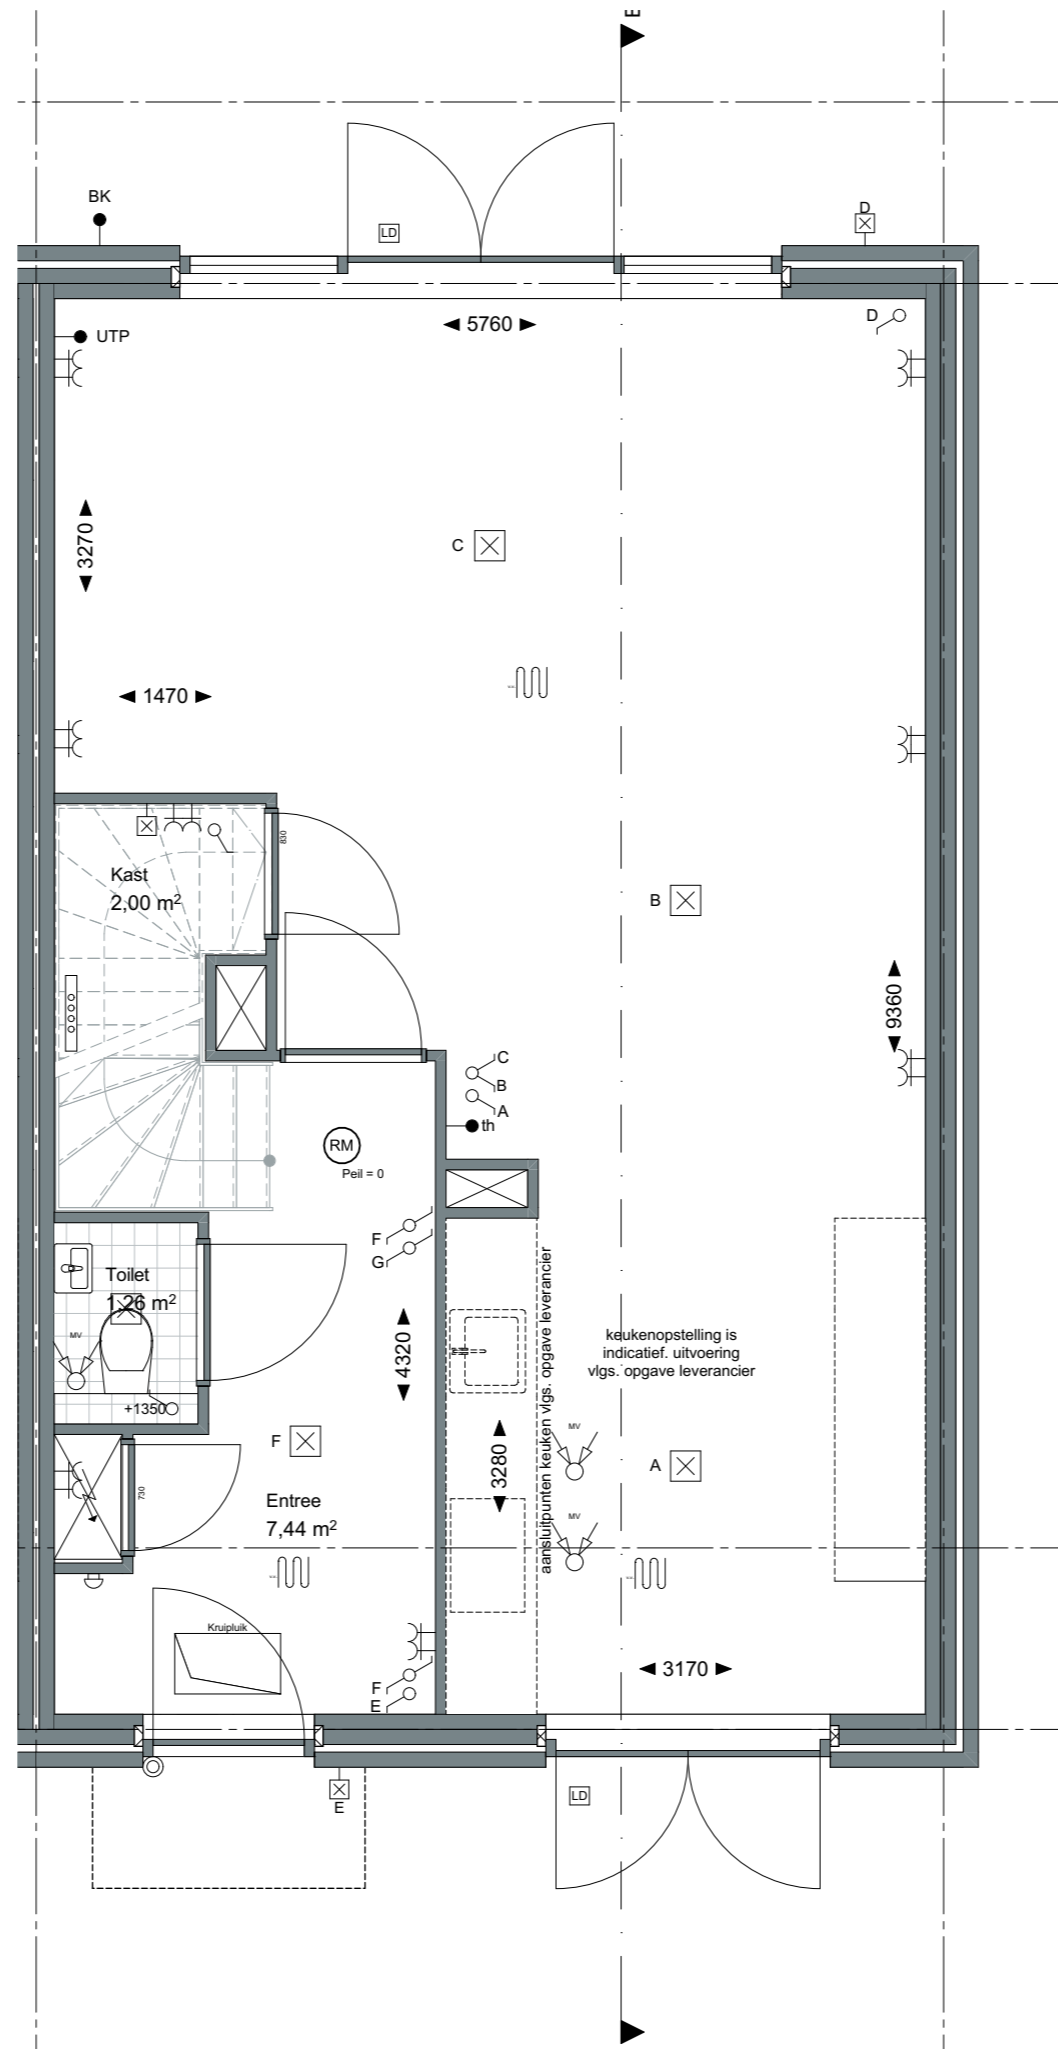 B
BK
D
LD
5760
D
UTP
3270
C
1470
830
Kast
2,00 m²
B
9360
C
B
A
th
RM
Peil = 0
F
G
Toilet
1,26 m²
MV
+1350
4320
aansluitpunten keuken vlgs. opgave leverancier
keukenopstelling is
indicatief. uitvoering
vlgs. opgave leverancier
3280
MV
F
A
730
Entree
7,44 m²
MV
Kruipluik
F
E
3170
E
LD